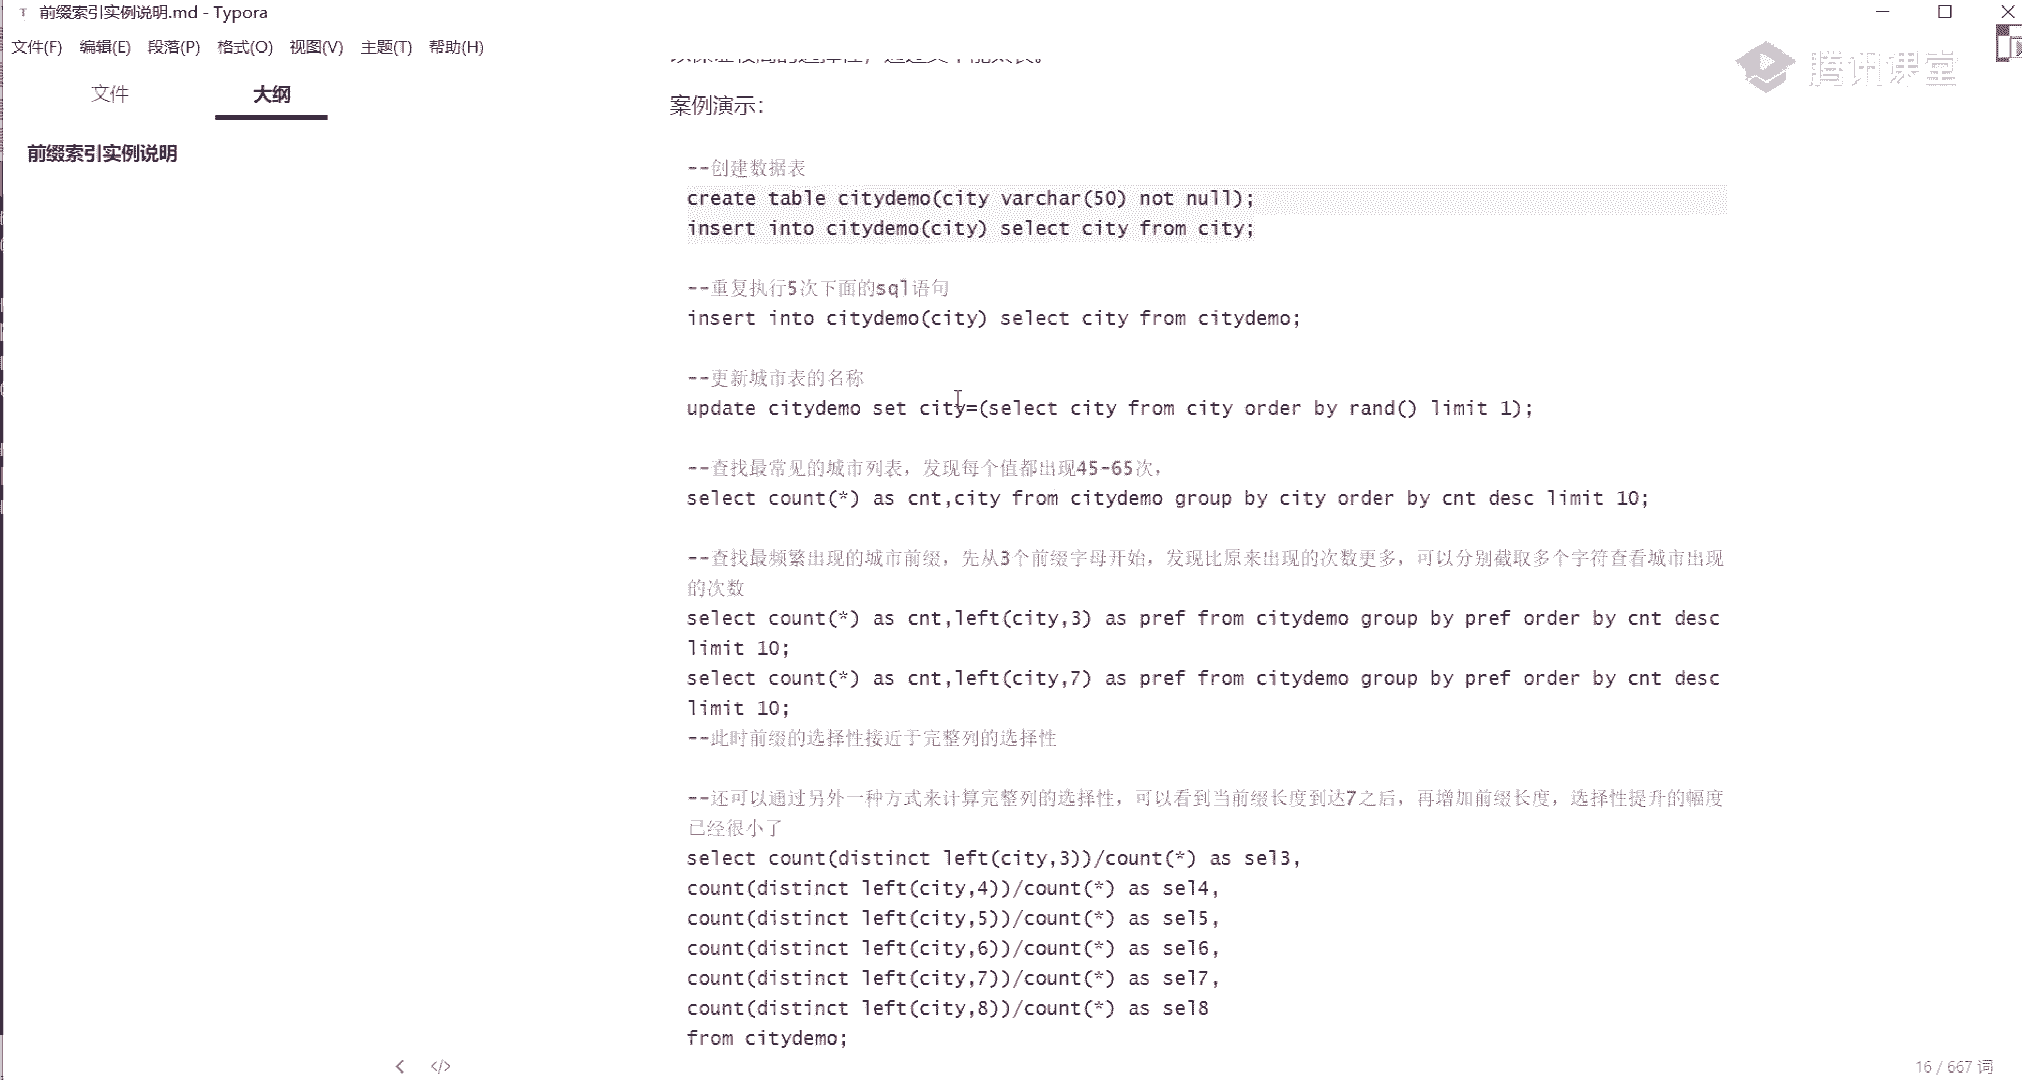 前缀索引实例说明.md - Typora
文件(F) 编辑(E) 段落(P) 格式(O) 视图(V) 主题(T) 帮助(H)
文件 大纲
前缀索引实例说明
腾讯课堂
案例演示：
--创建数据表
create table citydemo(city varchar(50) not null);
insert into citydemo(city) select city from city;
--重复执行5次下面的sql语句
insert into citydemo(city) select city from citydemo;
--更新城市表的名称
update citydemo set city=(select city from city order by rand() limit 1);
--查找最常见的城市列表，发现每个值都出现45-65次，
select count(*) as cnt,city from citydemo group by city order by cnt desc limit 10;
--查找最频繁出现的城市前缀，先从3个前缀字母开始，发现比原来出现的次数更多，可以分别截取多个字符查看城市出现
的次数
select count(*) as cnt,left(city,3) as pref from citydemo group by pref order by cnt desc
limit 10;
select count(*) as cnt,left(city,7) as pref from citydemo group by pref order by cnt desc
limit 10;
--此时前缀的选择性接近于完整列的选择性
--还可以通过另外一种方式来计算完整列的选择性，可以看到当前缀长度到达7之后，再增加前缀长度，选择性提升的幅度
已经很小了
select count(distinct left(city,3))/count(*) as sel3,
count(distinct left(city,4))/count(*) as sel4,
count(distinct left(city,5))/count(*) as sel5,
count(distinct left(city,6))/count(*) as sel6,
count(distinct left(city,7))/count(*) as sel7,
count(distinct left(city,8))/count(*) as sel8
from citydemo;
16 / 667 词